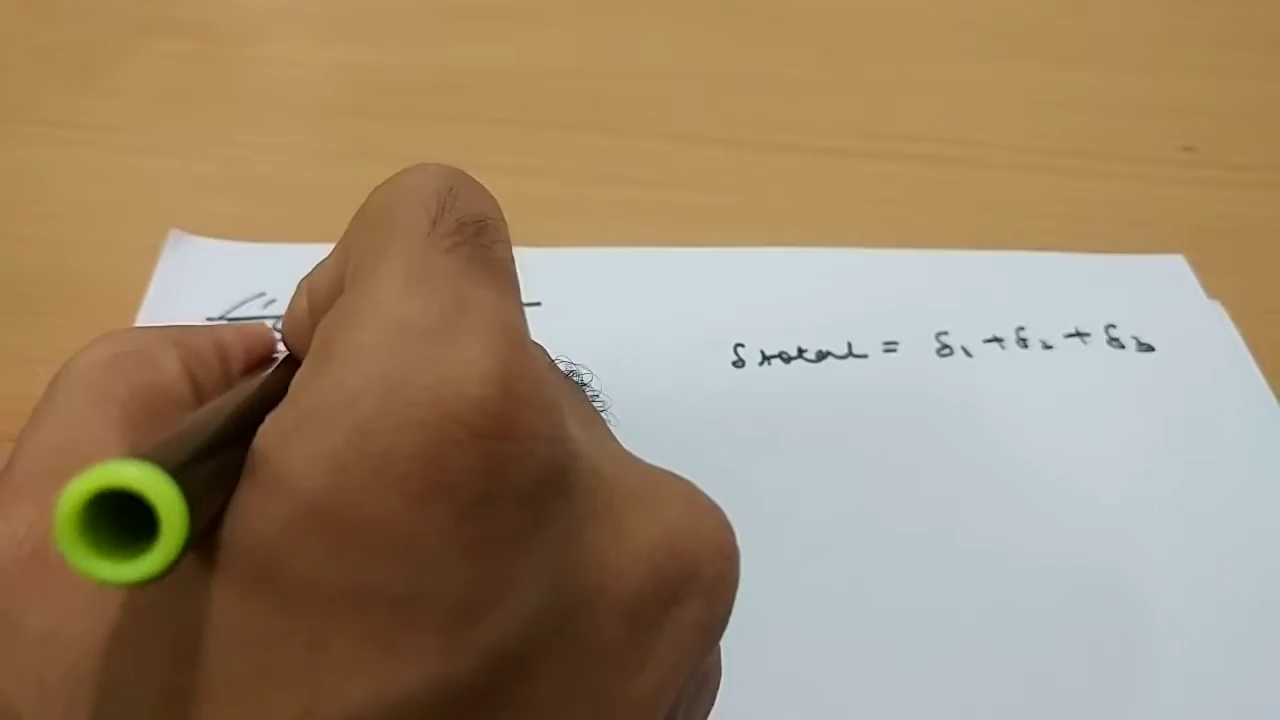 δtotal = δ₁ + δ₂ + δ₃